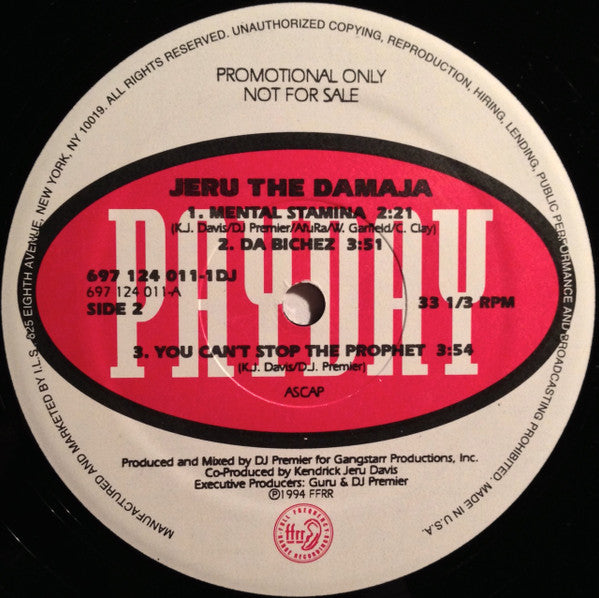 MANUFACTURED AND MARKETED BY I.L.S. 825 EIGHTH AVENUE, NEW YORK, NY 10019. ALL RIGHTS RESERVED. UNAUTHORIZED COPYING, REPRODUCTION, HIRING, LENDING, PUBLIC PERFORMANCE AND BROADCASTING PROHIBITED. MADE IN U.S.A.
PROMOTIONAL ONLY
NOT FOR SALE
PAYDAY
JERU THE DAMAJA
1. MENTAL STAMINA 2:21
(K.J. Davis/DJ Premier/AfuRa/W. Garfield/C. Clay)
2. DA BICHEZ 3:51
697 124 011-1DJ
697 124 011-A
SIDE 2
33 1/3 RPM
3. YOU CAN'T STOP THE PROPHET 3:54
(K.J. Davis/D.J. Premier)
ASCAP
Produced and Mixed by DJ Premier for Gangstarr Productions, Inc.
Co-Produced by Kendrick Jeru Davis
Executive Producers: Guru & DJ Premier
℗1994 FFRR
FULL FREQUENCY
ffrr
RANGE RECORDINGS